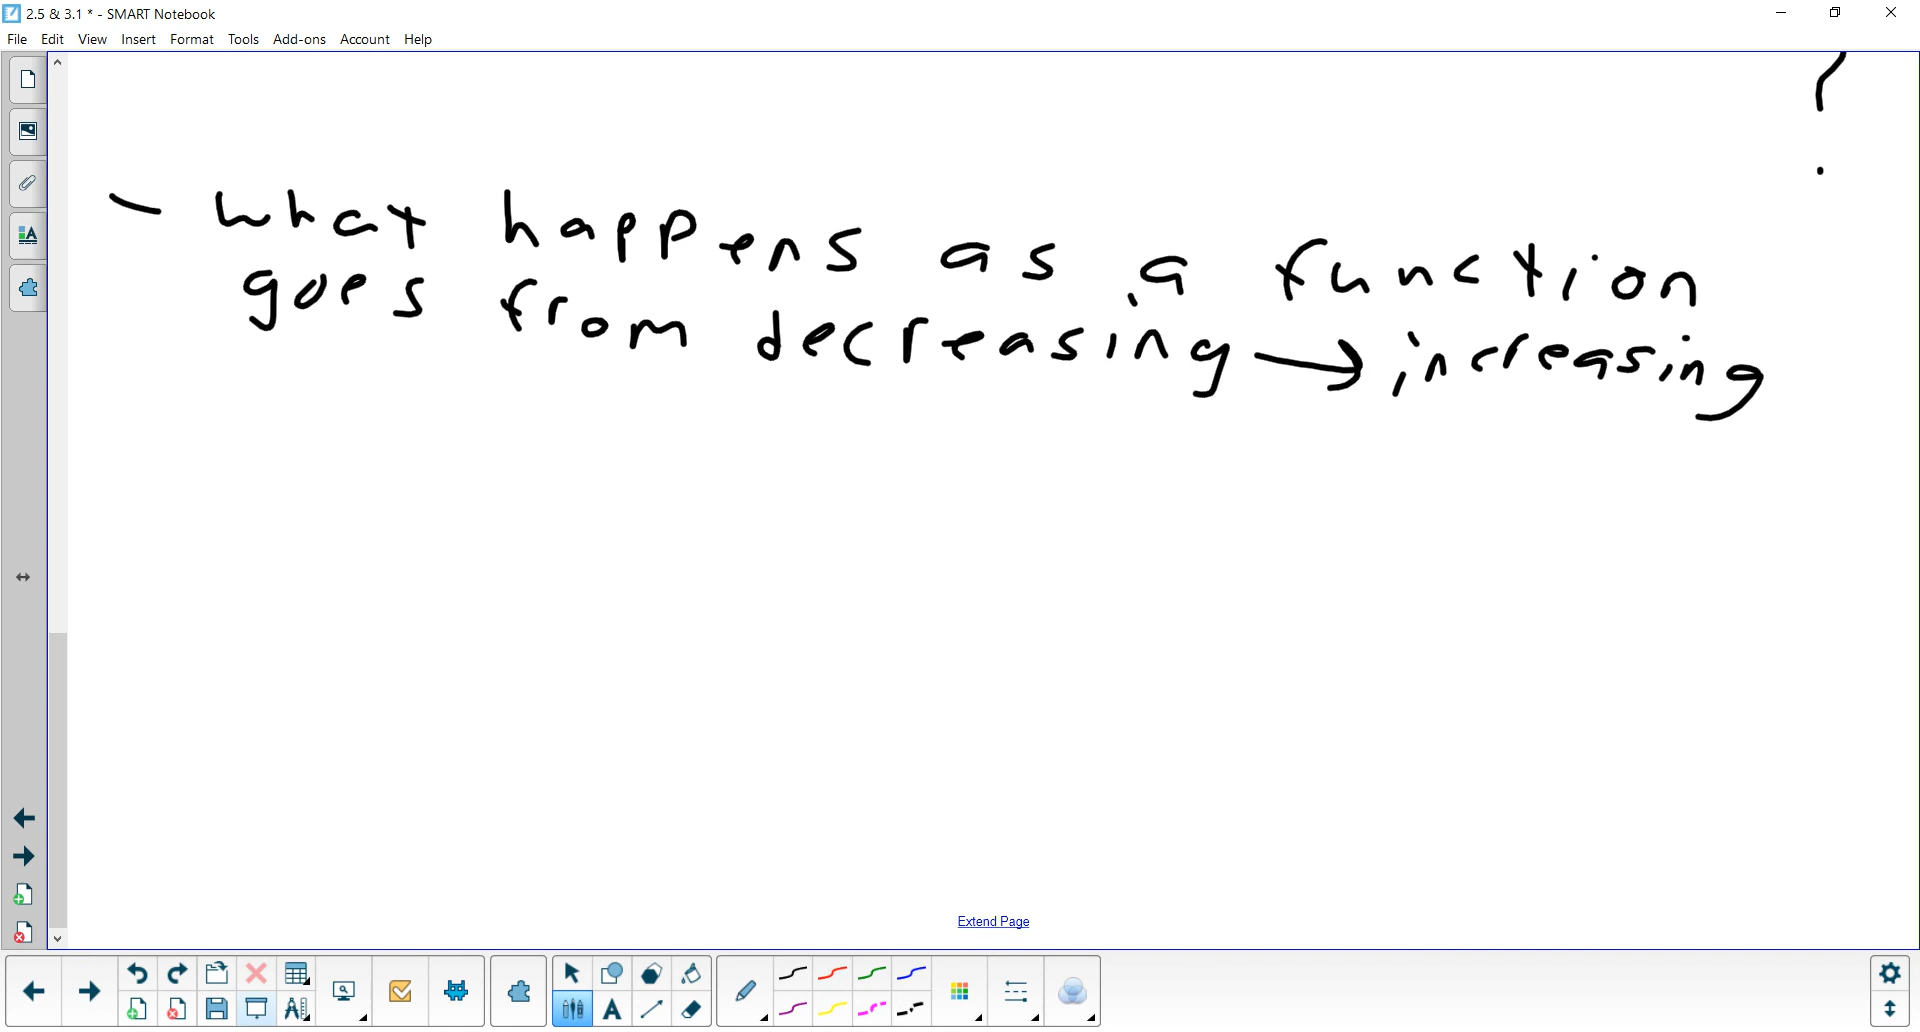 2.5 & 3.1 * - SMART Notebook
File Edit View Insert Format Tools Add-ons Account Help
?
- what happens as a function
goes from decreasing → increasing
Extend Page